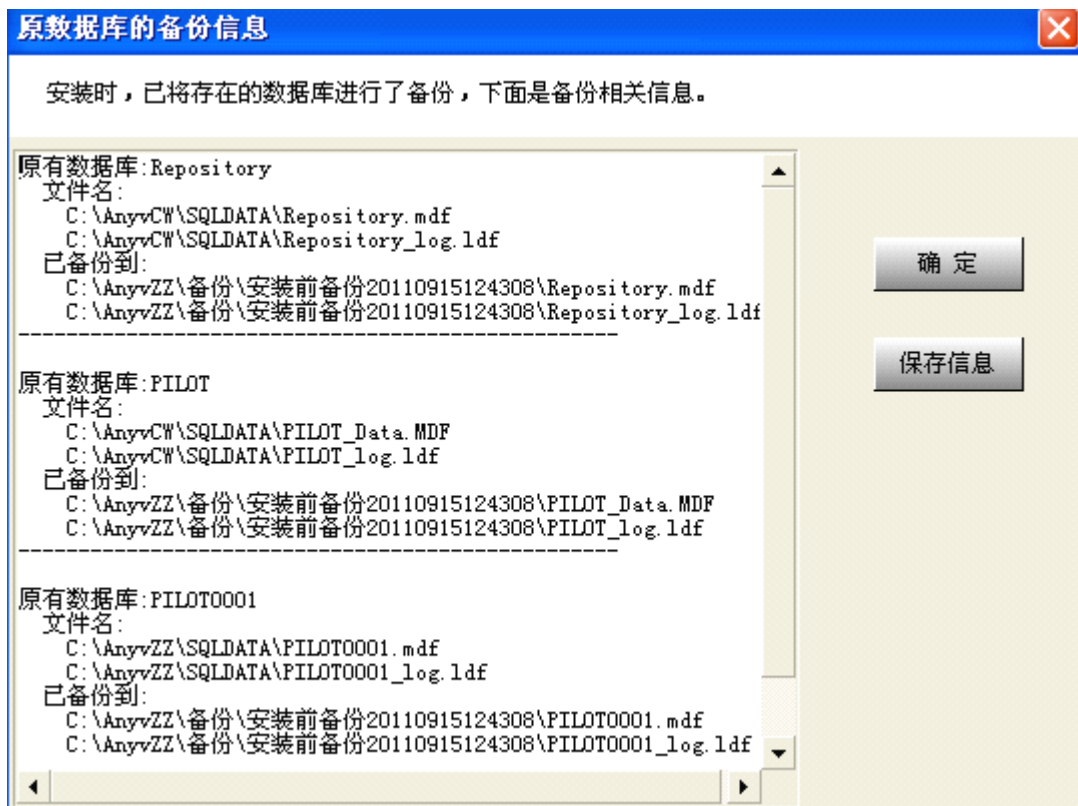 原数据库的备份信息
安装时，已将存在的数据库进行了备份，下面是备份相关信息。
原有数据库:Repository
文件名:
C:\AnyvCW\SQLDATA\Repository.mdf
C:\AnyvCW\SQLDATA\Repository_log.ldf
已备份到:
C:\AnyvZZ\备份\安装前备份20110915124308\Repository.mdf
C:\AnyvZZ\备份\安装前备份20110915124308\Repository_log.ldf
--------------------------------------------------
原有数据库:PILOT
文件名:
C:\AnyvCW\SQLDATA\PILOT_Data.MDF
C:\AnyvCW\SQLDATA\PILOT_log.ldf
已备份到:
C:\AnyvZZ\备份\安装前备份20110915124308\PILOT_Data.MDF
C:\AnyvZZ\备份\安装前备份20110915124308\PILOT_log.ldf
--------------------------------------------------
原有数据库:PILOT0001
文件名:
C:\AnyvZZ\SQLDATA\PILOT0001.mdf
C:\AnyvZZ\SQLDATA\PILOT0001_log.ldf
已备份到:
C:\AnyvZZ\备份\安装前备份20110915124308\PILOT0001.mdf
C:\AnyvZZ\备份\安装前备份20110915124308\PILOT0001_log.ldf
确 定
保存信息